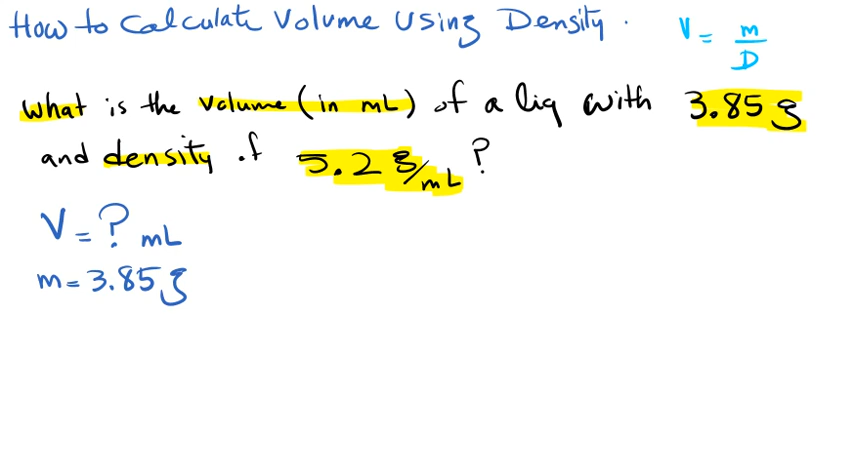 How to Calculate Volume Using Density.
V = m/D
What is the volume (in mL) of a liq with 3.85 g
and density of 5.2 g/mL ?
V = ? mL
m = 3.85 g